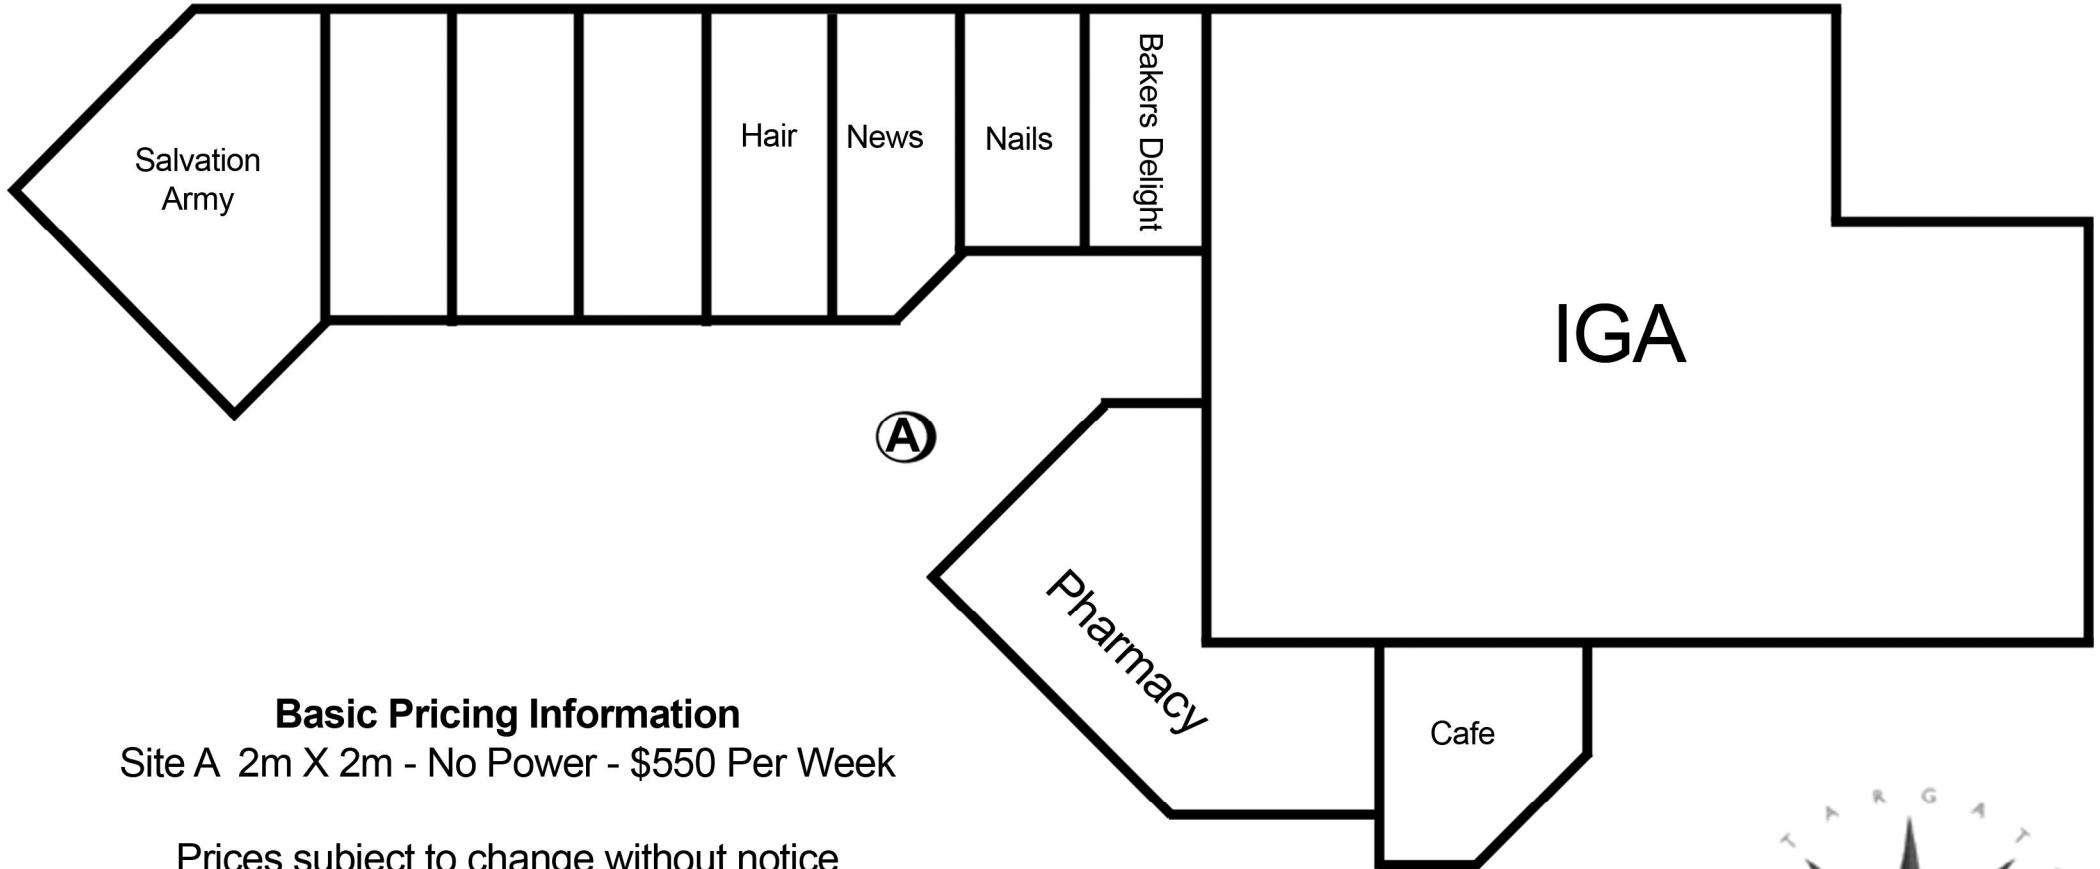 Salvation
Army
Hair
News
Nails
Bakers Delight
IGA
A
Pharmacy
Cafe
Basic Pricing Information
Site A 2m X 2m - No Power - $550 Per Week
Prices subject to change without notice
T A R G A T